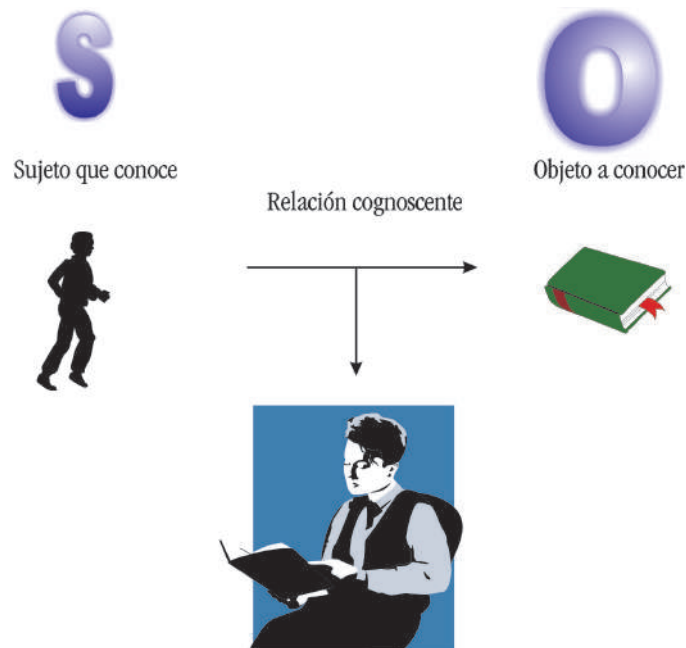 S
O
Sujeto que conoce
Objeto a conocer
Relación cognoscente